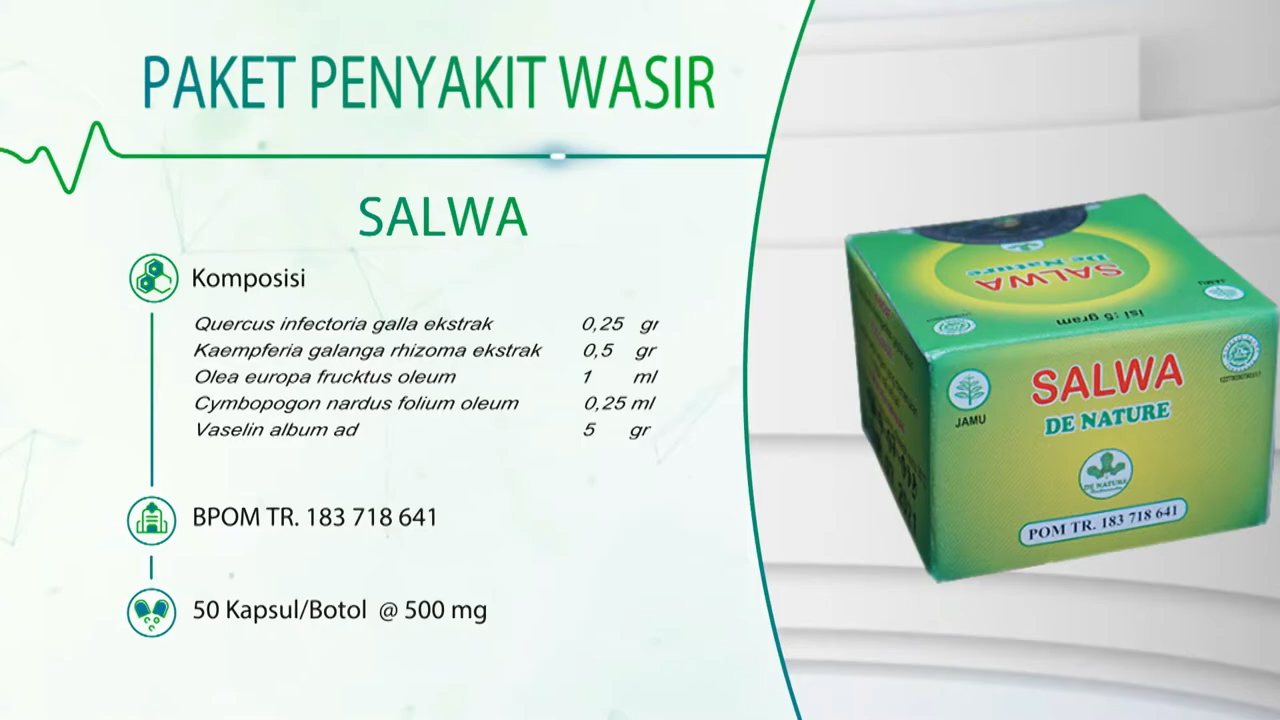 PAKET PENYAKIT WASIR
SALWA
Komposisi
Quercus infectoria galla ekstrak 0,25 gr
Kaempferia galanga rhizoma ekstrak 0,5 gr
Olea europa frucktus oleum 1 ml
Cymbopogon nardus folium oleum 0,25 ml
Vaselin album ad 5 gr
BPOM TR. 183 718 641
50 Kapsul/Botol @ 500 mg
SALWA
De Nature
JAMU
isi : 5 gram
SALWA
DE NATURE
JAMU
DE NATURE
POM TR. 183 718 641